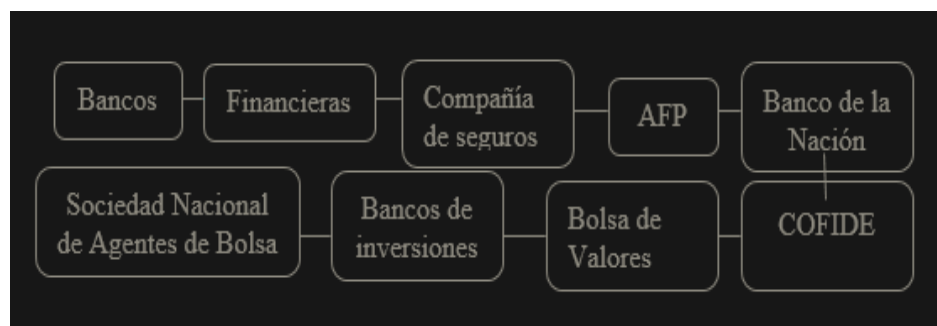 Bancos
Financieras
Compañía
de seguros
AFP
Banco de la
Nación
Sociedad Nacional
de Agentes de Bolsa
Bancos de
inversiones
Bolsa de
Valores
COFIDE